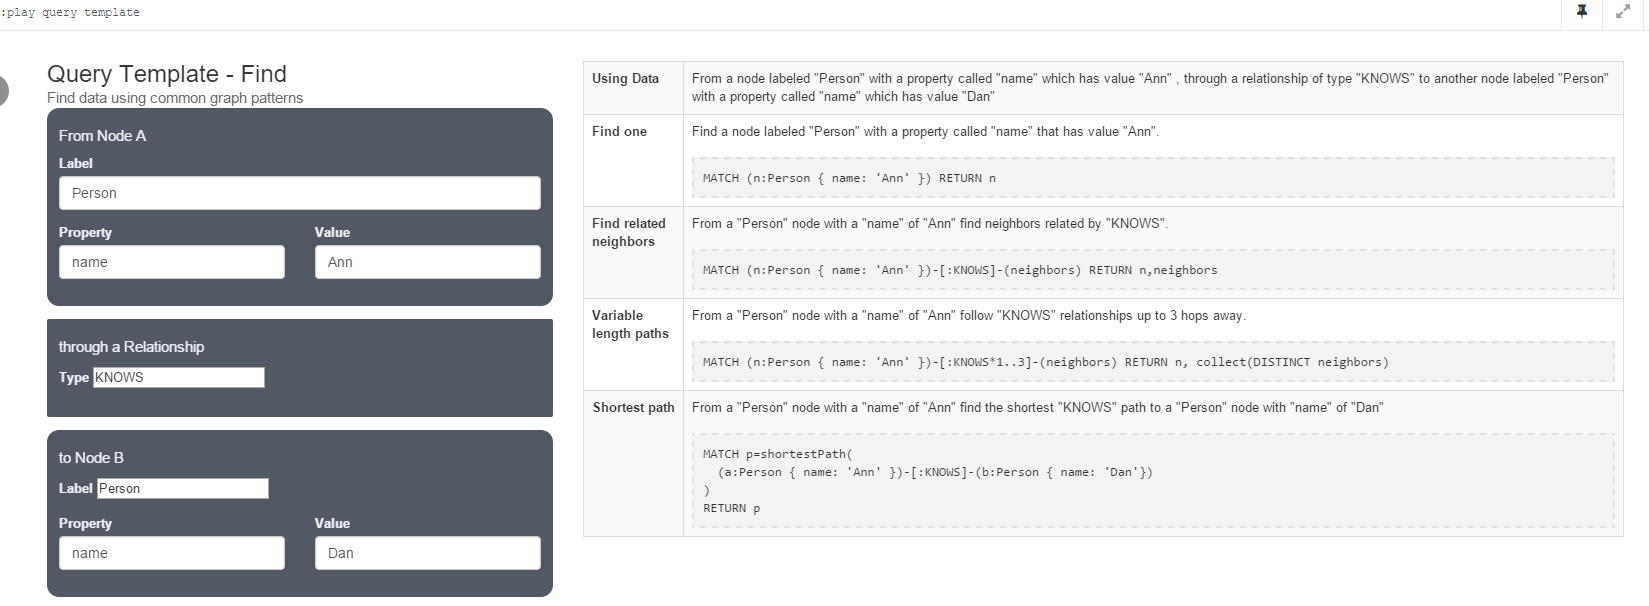 :play query template
Query Template - Find
Find data using common graph patterns
From Node A
Label
Person
Property Value
name Ann
through a Relationship
Type KNOWS
to Node B
Label Person
Property Value
name Dan
Using Data From a node labeled "Person" with a property called "name" which has value "Ann" , through a relationship of type "KNOWS" to another node labeled "Person"
with a property called "name" which has value "Dan"
Find one Find a node labeled "Person" with a property called "name" that has value "Ann".
MATCH (n:Person { name: 'Ann' }) RETURN n
Find related From a "Person" node with a "name" of "Ann" find neighbors related by "KNOWS".
neighbors
MATCH (n:Person { name: 'Ann' })-[:KNOWS]-(neighbors) RETURN n,neighbors
Variable From a "Person" node with a "name" of "Ann" follow "KNOWS" relationships up to 3 hops away.
length paths
MATCH (n:Person { name: 'Ann' })-[:KNOWS*1..3]-(neighbors) RETURN n, collect(DISTINCT neighbors)
Shortest path From a "Person" node with a "name" of "Ann" find the shortest "KNOWS" path to a "Person" node with "name" of "Dan"
MATCH p=shortestPath(
(a:Person { name: 'Ann' })-[:KNOWS]-(b:Person { name: 'Dan'})
)
RETURN p